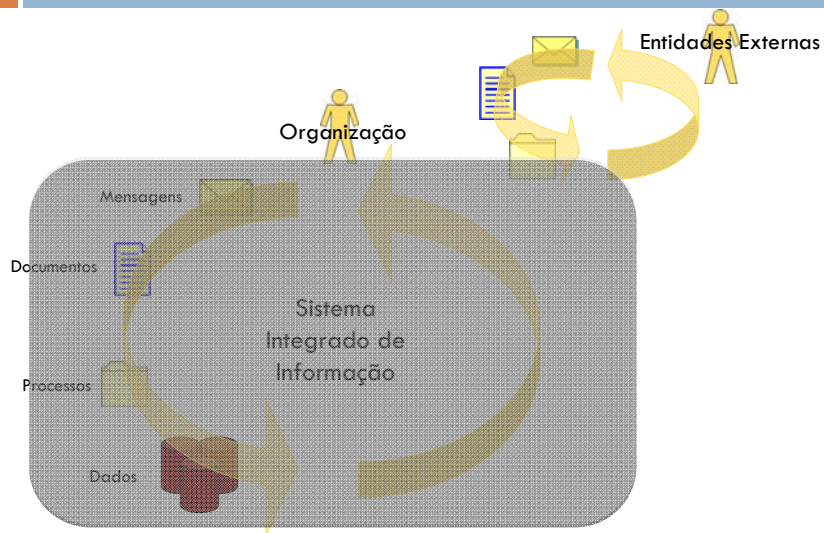 Entidades Externas
Organização
Mensagens
Documentos
Sistema
Integrado de
Informação
Processos
Dados